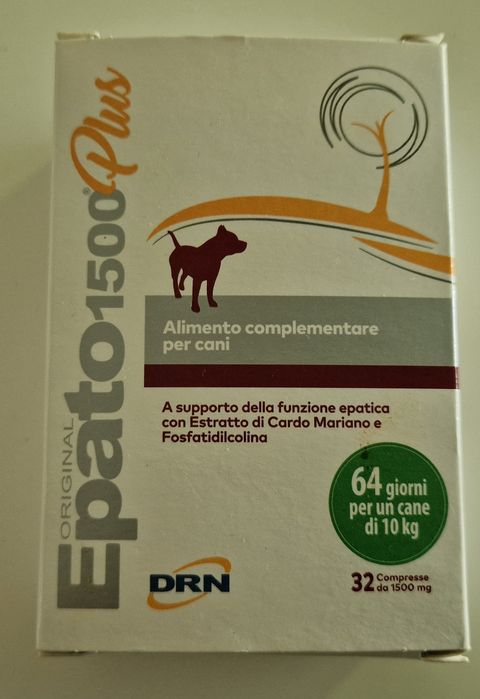 ORIGINAL
Epato1500® Plus
Alimento complementare
per cani
A supporto della funzione epatica
con Estratto di Cardo Mariano e
Fosfatidilcolina
64 giorni
per un cane
di 10 kg
DRN
32 Compresse
da 1500 mg